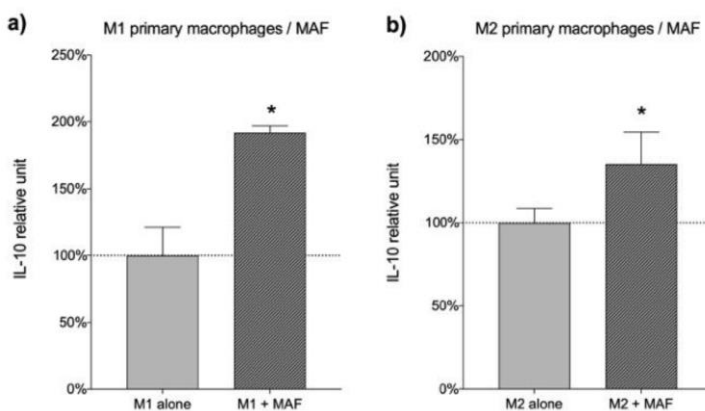 a)
M1 primary macrophages / MAF
IL-10 relative unit
250%
200%
150%
100%
50%
0%
*
M1 alone
M1 + MAF
b)
M2 primary macrophages / MAF
IL-10 relative unit
200%
150%
100%
50%
0%
*
M2 alone
M2 + MAF